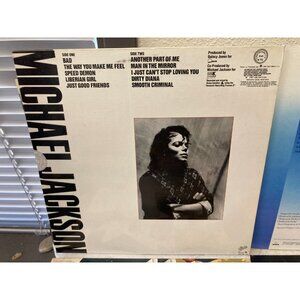 MICHAEL JACKSON
SIDE ONE
BAD
THE WAY YOU MAKE ME FEEL
SPEED DEMON
LIBERIAN GIRL
JUST GOOD FRIENDS
SIDE TWO
ANOTHER PART OF ME
MAN IN THE MIRROR
I JUST CAN'T STOP LOVING YOU
DIRTY DIANA
SMOOTH CRIMINAL
Produced by
Quincy Jones for
Co-Produced by
Michael Jackson for